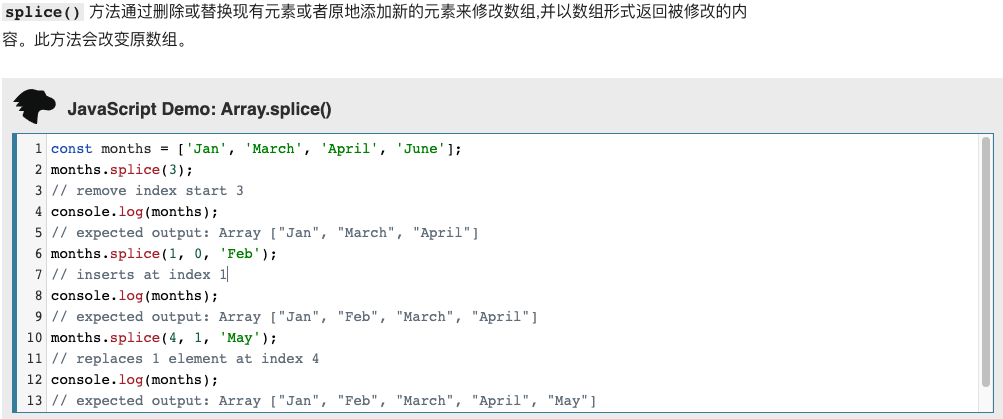 splice() 方法通过删除或替换现有元素或者原地添加新的元素来修改数组,并以数组形式返回被修改的内
容。此方法会改变原数组。
JavaScript Demo: Array.splice()
1 const months = ['Jan', 'March', 'April', 'June'];
2 months.splice(3);
3 // remove index start 3
4 console.log(months);
5 // expected output: Array ["Jan", "March", "April"]
6 months.splice(1, 0, 'Feb');
7 // inserts at index 1
8 console.log(months);
9 // expected output: Array ["Jan", "Feb", "March", "April"]
10 months.splice(4, 1, 'May');
11 // replaces 1 element at index 4
12 console.log(months);
13 // expected output: Array ["Jan", "Feb", "March", "April", "May"]